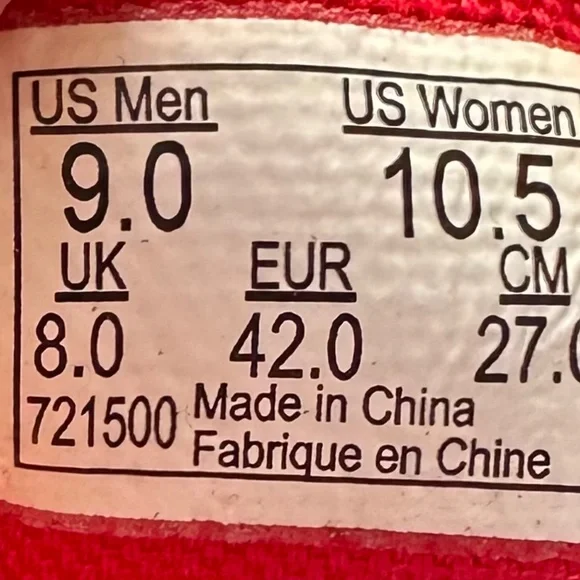 US Men US Women
9.0 10.5
UK EUR CM
8.0 42.0 27.0
721500 Made in China
Fabrique en Chine